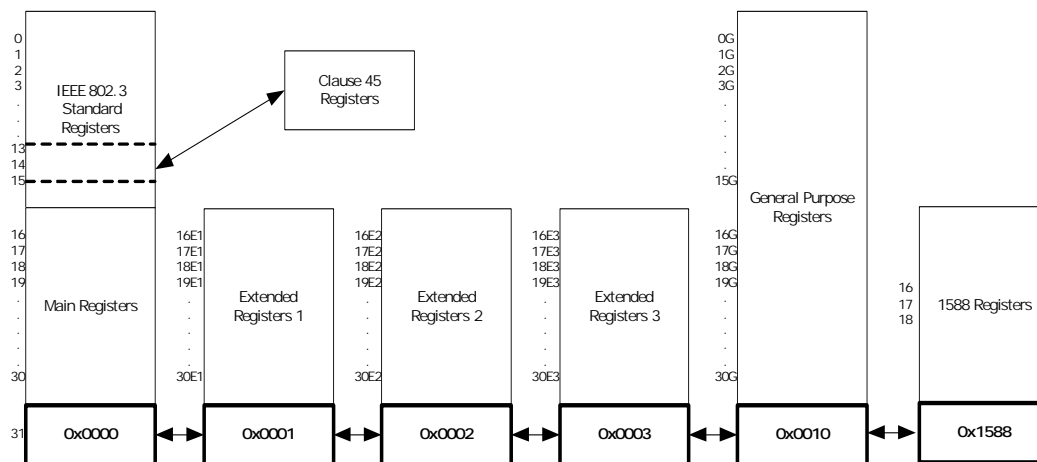 0
1
2
3
.
.
.
13
14
15
IEEE 802.3
Standard
Registers
Clause 45
Registers
16
17
18
19
.
.
.
.
.
30
Main Registers
16E1
17E1
18E1
19E1
.
.
.
.
.
30E1
Extended
Registers 1
16E2
17E2
18E2
19E2
.
.
.
.
.
30E2
Extended
Registers 2
16E3
17E3
18E3
19E3
.
.
.
.
.
30E3
Extended
Registers 3
0G
1G
2G
3G
.
.
.
.
.
15G
16G
17G
18G
19G
.
.
.
.
.
30G
General Purpose
Registers
16
17
18
1588 Registers
31
0x0000
0x0001
0x0002
0x0003
0x0010
0x1588